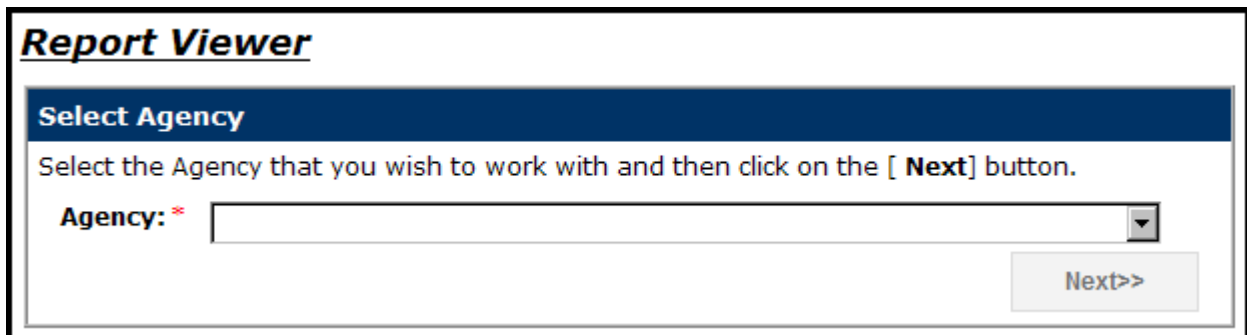 Report Viewer
Select Agency
Select the Agency that you wish to work with and then click on the [ Next] button.
Agency: *
Next>>